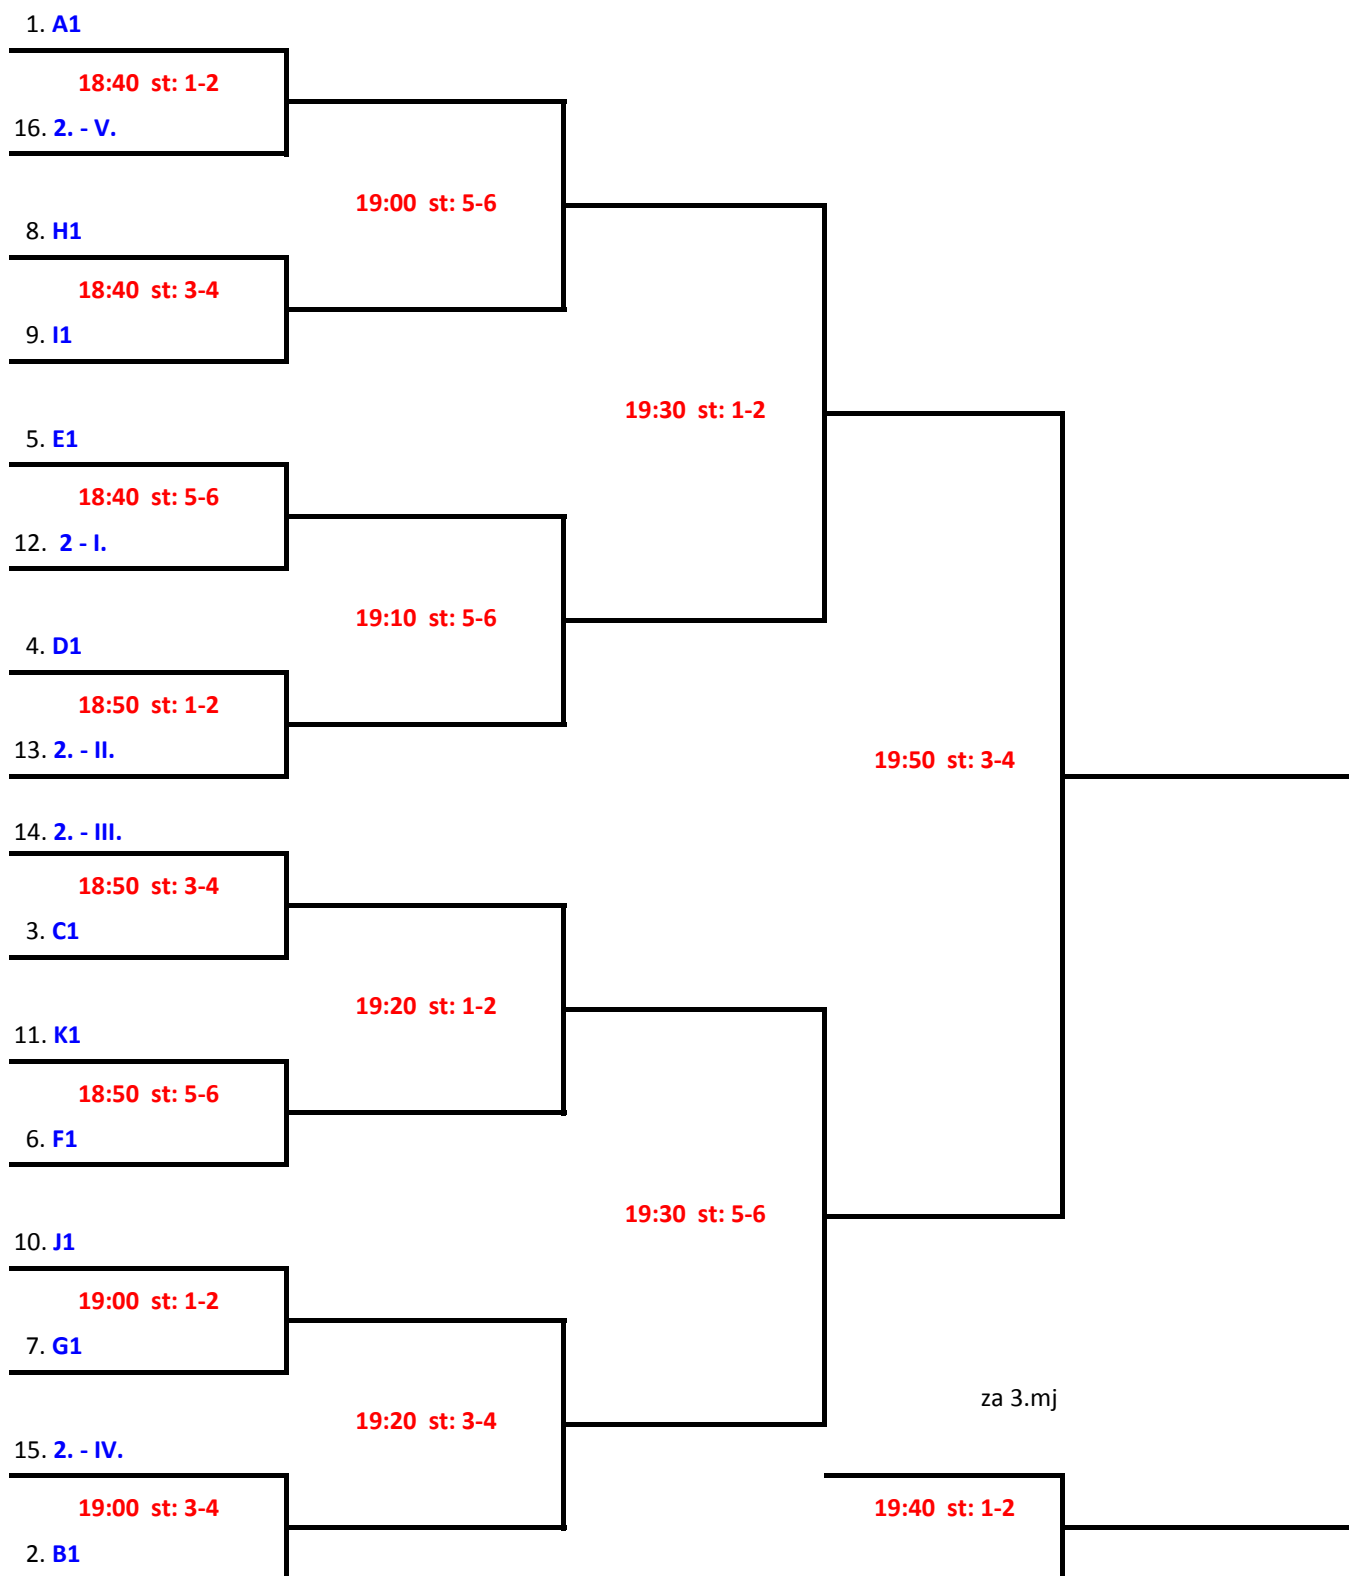 1. A1
18:40 st: 1-2
16. 2. - V.
19:00 st: 5-6
8. H1
18:40 st: 3-4
9. I1
19:30 st: 1-2
5. E1
18:40 st: 5-6
12. 2 - I.
19:10 st: 5-6
4. D1
18:50 st: 1-2
13. 2. - II.
19:50 st: 3-4
14. 2. - III.
18:50 st: 3-4
3. C1
19:20 st: 1-2
11. K1
18:50 st: 5-6
6. F1
19:30 st: 5-6
10. J1
19:00 st: 1-2
7. G1
za 3.mj
19:20 st: 3-4
15. 2. - IV.
19:00 st: 3-4
19:40 st: 1-2
2. B1